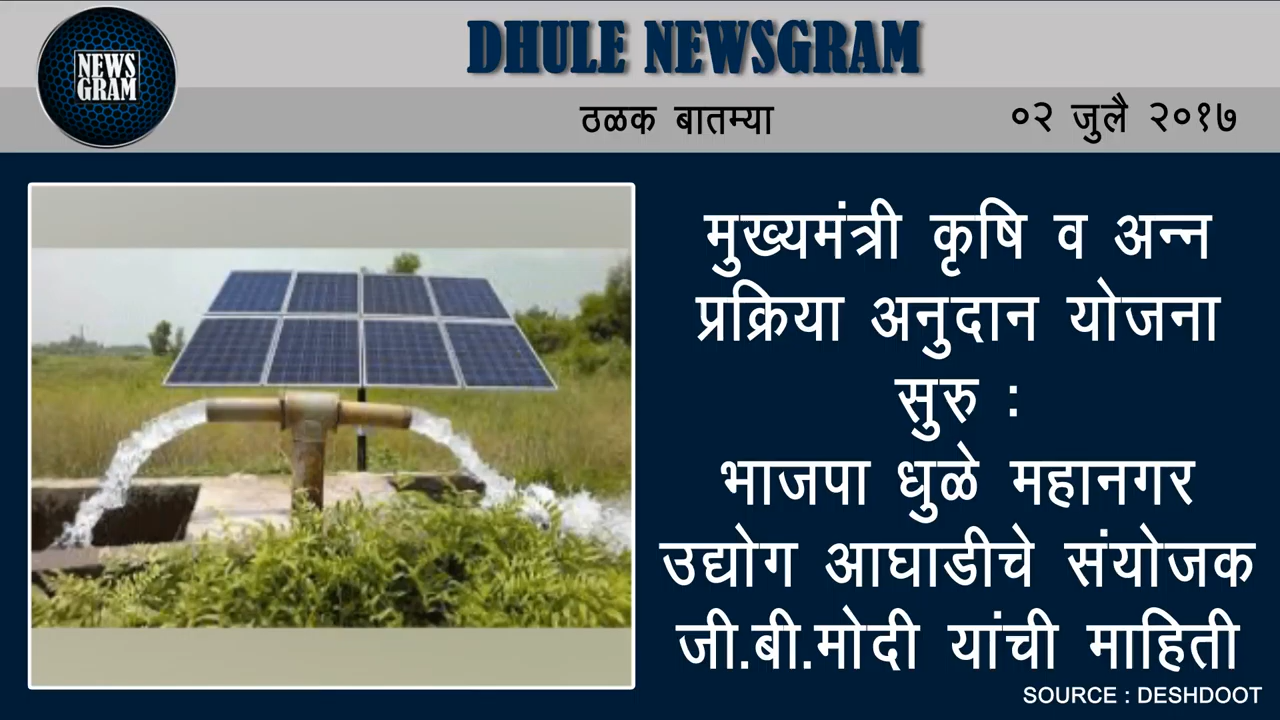 NEWS
GRAM
DHULE NEWSGRAM
ठळक बातम्या
०२ जुलै २०१७
मुख्यमंत्री कृषि व अन्न
प्रक्रिया अनुदान योजना
सुरु :
भाजपा धुळे महानगर
उद्योग आघाडीचे संयोजक
जी.बी.मोदी यांची माहिती
SOURCE : DESHDOOT